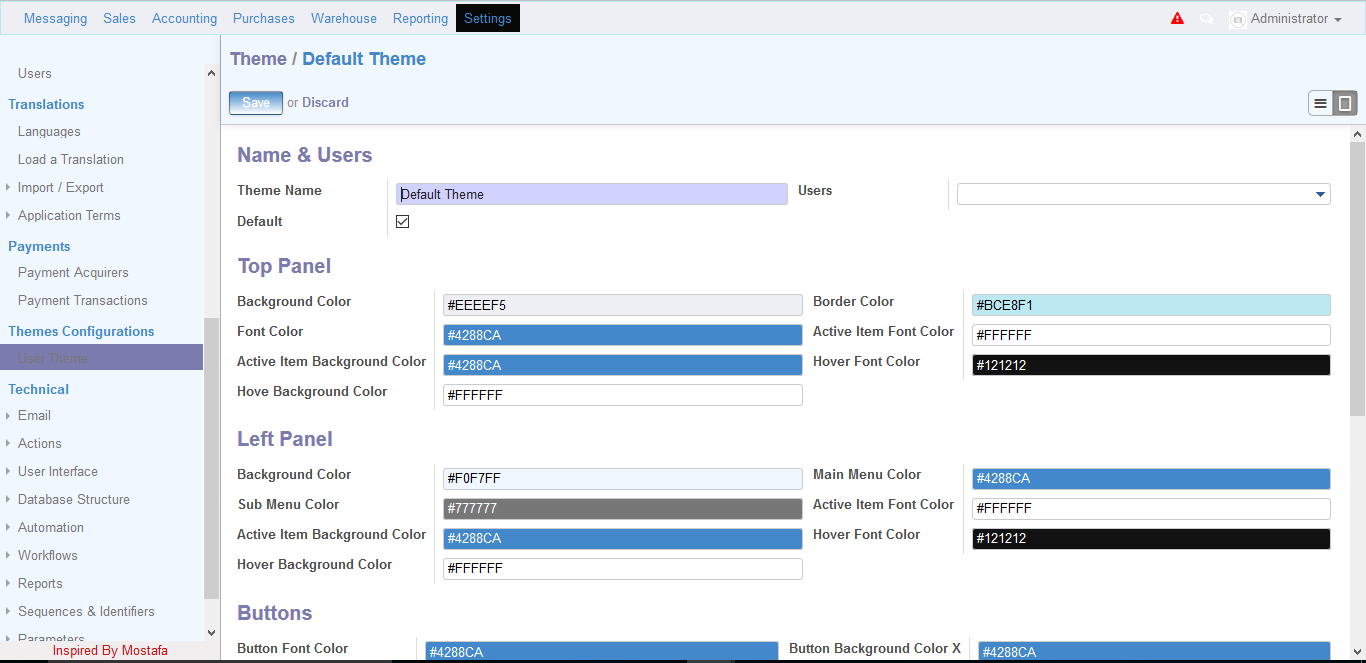 Messaging Sales Accounting Purchases Warehouse Reporting Settings Administrator
Users
Translations
Languages
Load a Translation
Import / Export
Application Terms
Payments
Payment Acquirers
Payment Transactions
Themes Configurations
User Theme
Technical
Email
Actions
User Interface
Database Structure
Automation
Workflows
Reports
Sequences & Identifiers
Parameters
Inspired By Mostafa
Theme / Default Theme
Save or Discard
Name & Users
Theme Name Default Theme Users
Default
Top Panel
Background Color #EEEEF5 Border Color #BCE8F1
Font Color #4288CA Active Item Font Color #FFFFFF
Active Item Background Color #4288CA Hover Font Color #121212
Hove Background Color #FFFFFF
Left Panel
Background Color #F0F7FF Main Menu Color #4288CA
Sub Menu Color #777777 Active Item Font Color #FFFFFF
Active Item Background Color #4288CA Hover Font Color #121212
Hover Background Color #FFFFFF
Buttons
Button Font Color #4288CA Button Background Color X #4288CA